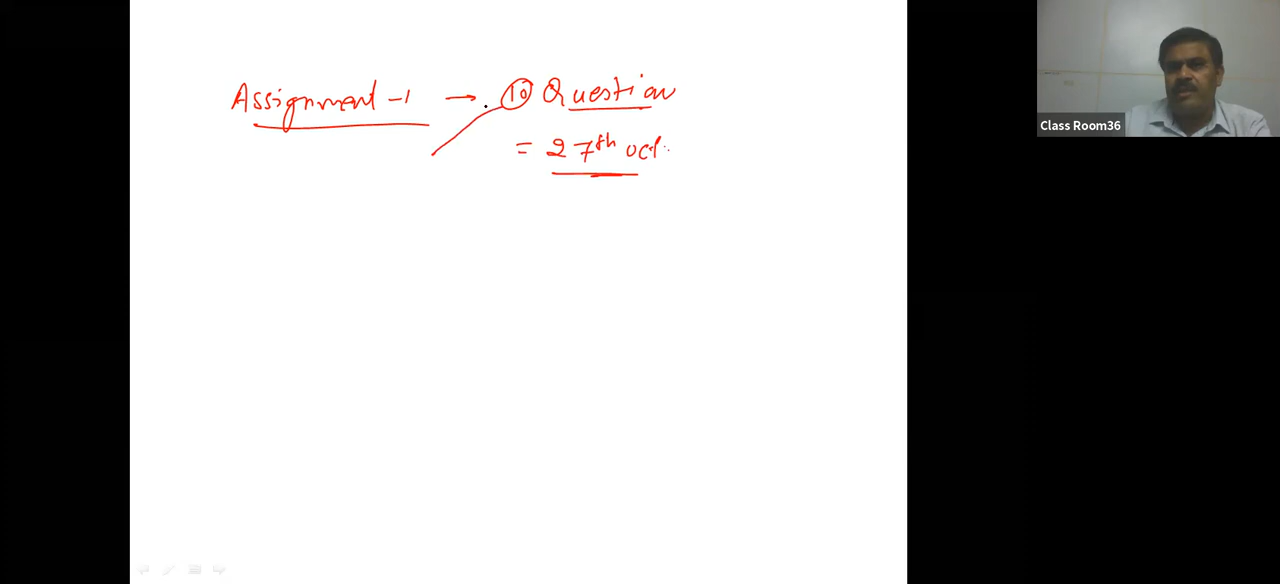 Assignment -1 → 10 Question
= 27th oct.
Class Room36